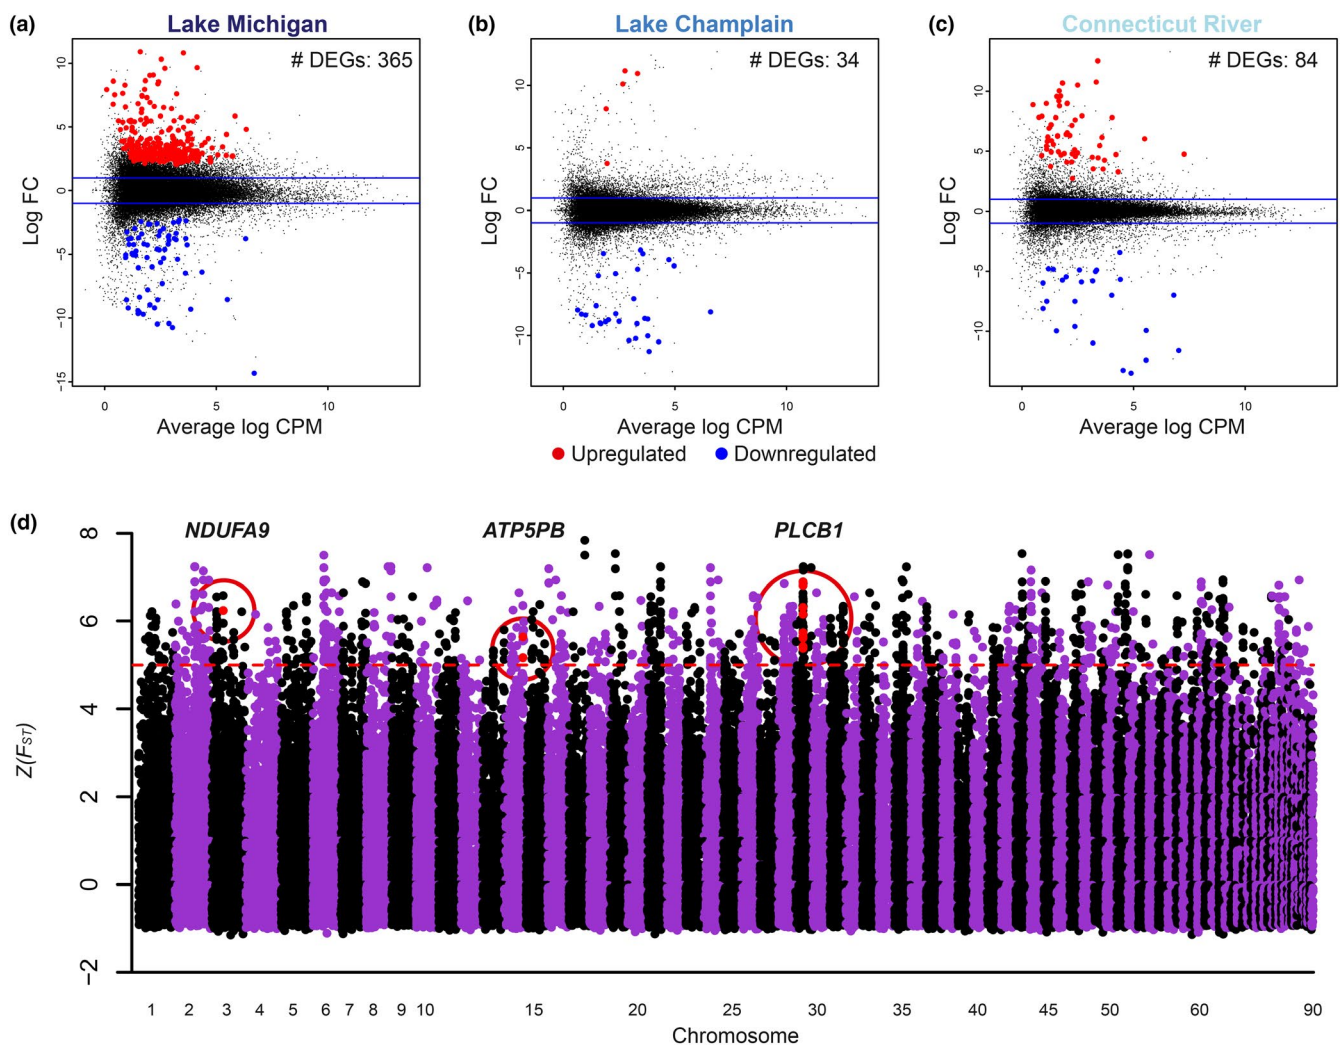 (a) Lake Michigan
# DEGs: 365
Log FC
10
5
0
−5
−10
−15
0 5 10
Average log CPM
(b) Lake Champlain
# DEGs: 34
Log FC
10
5
0
−5
−10
0 5 10
Average log CPM
(c) Connecticut River
# DEGs: 84
Log FC
10
5
0
−5
−10
0 5 10
Average log CPM
Upregulated Downregulated
(d)
NDUFA9 ATP5PB PLCB1
Z(FST)
8
6
4
2
0
−2
1 2 3 4 5 6 7 8 9 10 15 20 25 30 35 40 45 50 60 90
Chromosome